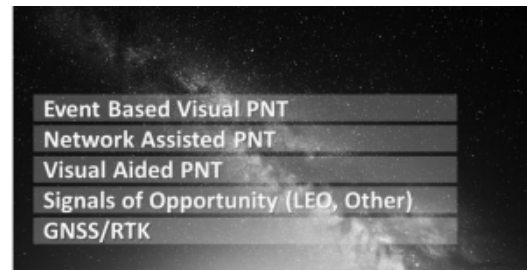 Event Based Visual PNT
Network Assisted PNT
Visual Aided PNT
Signals of Opportunity (LEO, Other)
GNSS/RTK